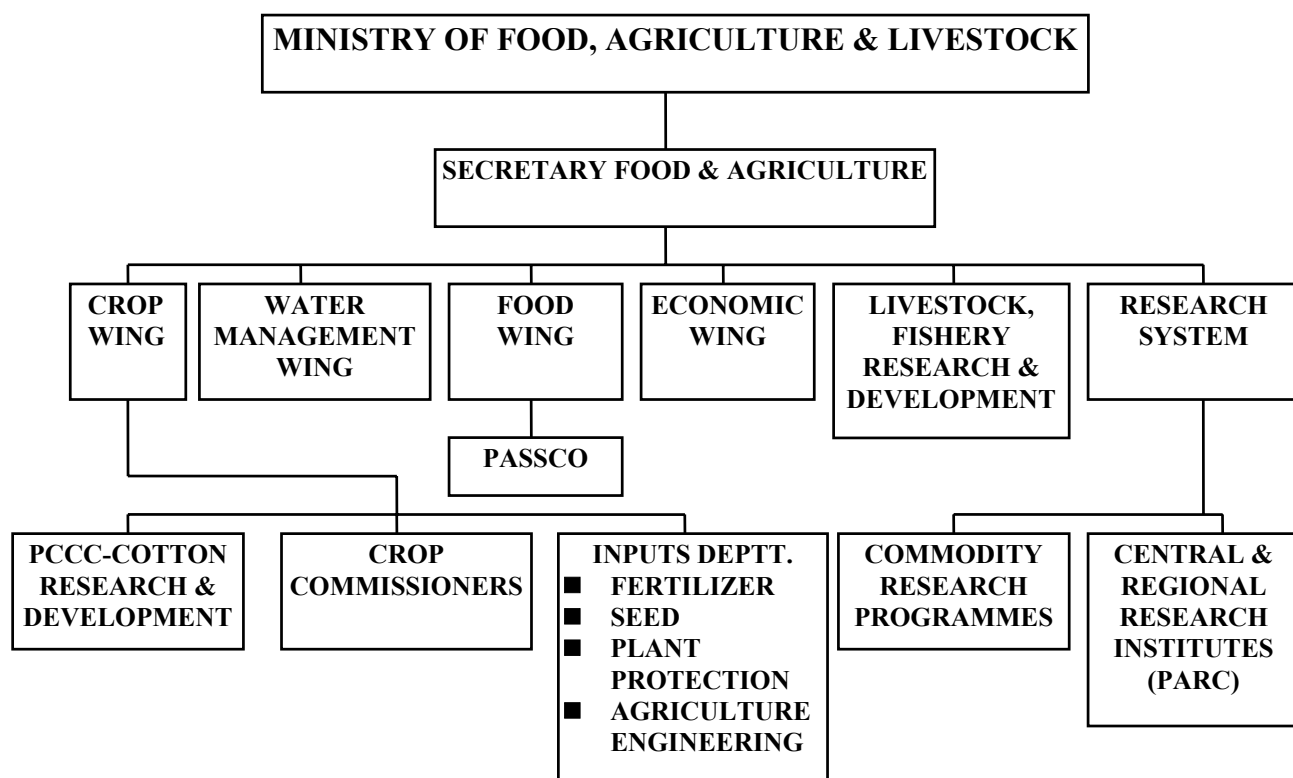 MINISTRY OF FOOD, AGRICULTURE & LIVESTOCK
SECRETARY FOOD & AGRICULTURE
CROP
WING
WATER
MANAGEMENT
WING
FOOD
WING
ECONOMIC
WING
LIVESTOCK,
FISHERY
RESEARCH &
DEVELOPMENT
RESEARCH
SYSTEM
PASSCO
PCCC-COTTON
RESEARCH &
DEVELOPMENT
CROP
COMMISSIONERS
INPUTS DEPTT.
■ FERTILIZER
■ SEED
■ PLANT
PROTECTION
■ AGRICULTURE
ENGINEERING
COMMODITY
RESEARCH
PROGRAMMES
CENTRAL &
REGIONAL
RESEARCH
INSTITUTES
(PARC)